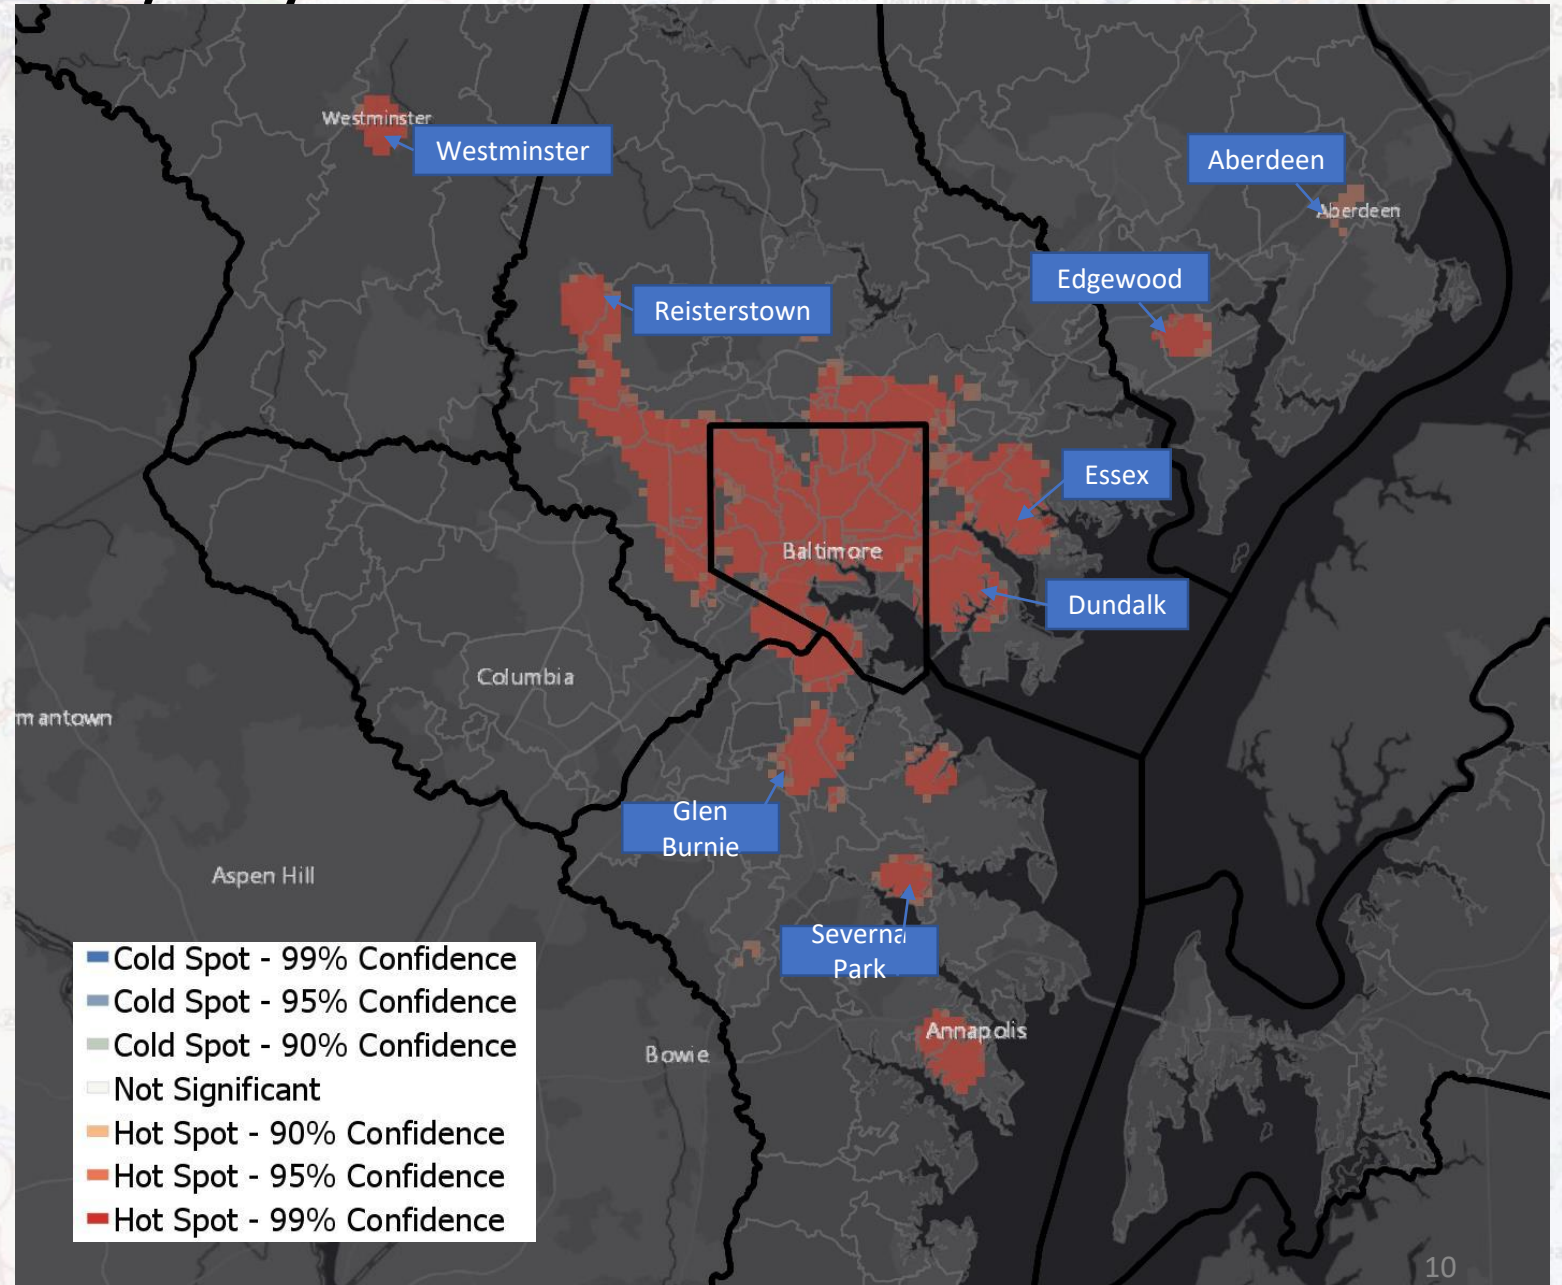 Westminster
Westminster
Aberdeen
Aberdeen
Edgewood
Reisterstown
Essex
Baltimore
Dundalk
Columbia
mantown
Glen
Burnie
Aspen Hill
Severna
Park
Annapolis
Bowie
Cold Spot - 99% Confidence
Cold Spot - 95% Confidence
Cold Spot - 90% Confidence
Not Significant
Hot Spot - 90% Confidence
Hot Spot - 95% Confidence
Hot Spot - 99% Confidence
10